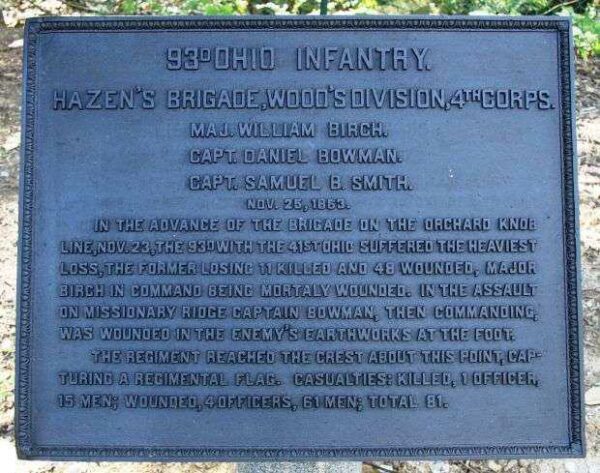 93D OHIO INFANTRY.
HAZEN'S BRIGADE, WOOD'S DIVISION, 4TH CORPS.
MAJ. WILLIAM BIRCH.
CAPT. DANIEL BOWMAN.
CAPT. SAMUEL B. SMITH.
NOV. 25, 1863.
IN THE ADVANCE OF THE BRIGADE ON THE ORCHARD KNOB
LINE, NOV. 23, THE 93D WITH THE 41ST OHIO SUFFERED THE HEAVIEST
LOSS, THE FORMER LOSING 11 KILLED AND 48 WOUNDED, MAJOR
BIRCH IN COMMAND BEING MORTALY WOUNDED. IN THE ASSAULT
ON MISSIONARY RIDGE CAPTAIN BOWMAN, THEN COMMANDING,
WAS WOUNDED IN THE ENEMY'S EARTHWORKS AT THE FOOT.
THE REGIMENT REACHED THE CREST ABOUT THIS POINT, CAP-
TURING A REGIMENTAL FLAG. CASUALTIES: KILLED, 1 OFFICER,
15 MEN; WOUNDED, 4 OFFICERS, 61 MEN; TOTAL 81.